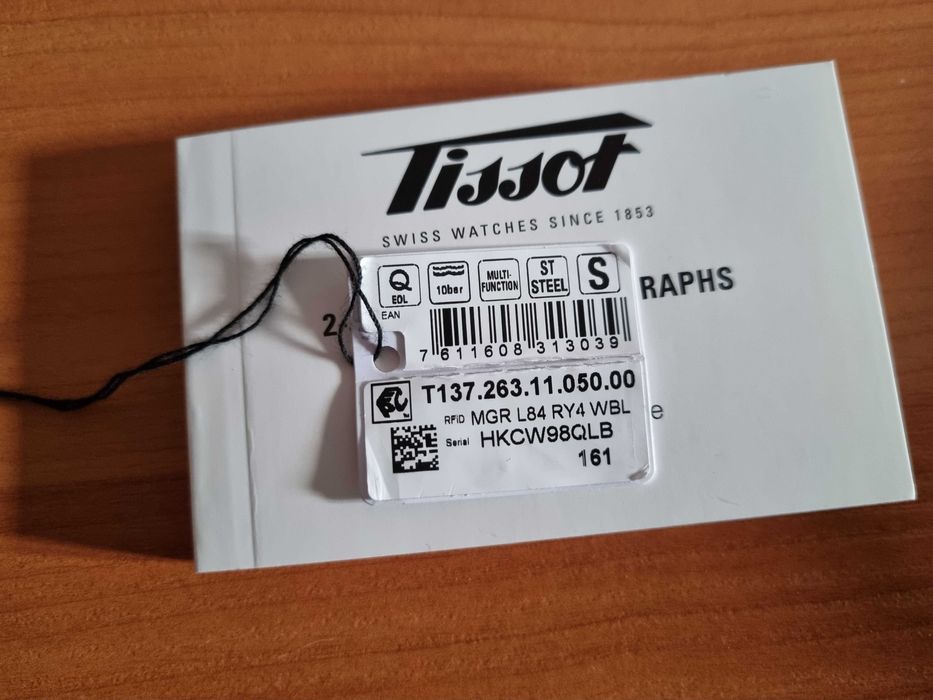 Tissot
SWISS WATCHES SINCE 1853
Q EOL
10bar
MULTI-FUNCTION
ST STEEL
S
RAPHS
2
EAN
7 611608 313039
T137.263.11.050.00
RFiD MGR L84 RY4 WBL
e
Serial HKCW98QLB
161